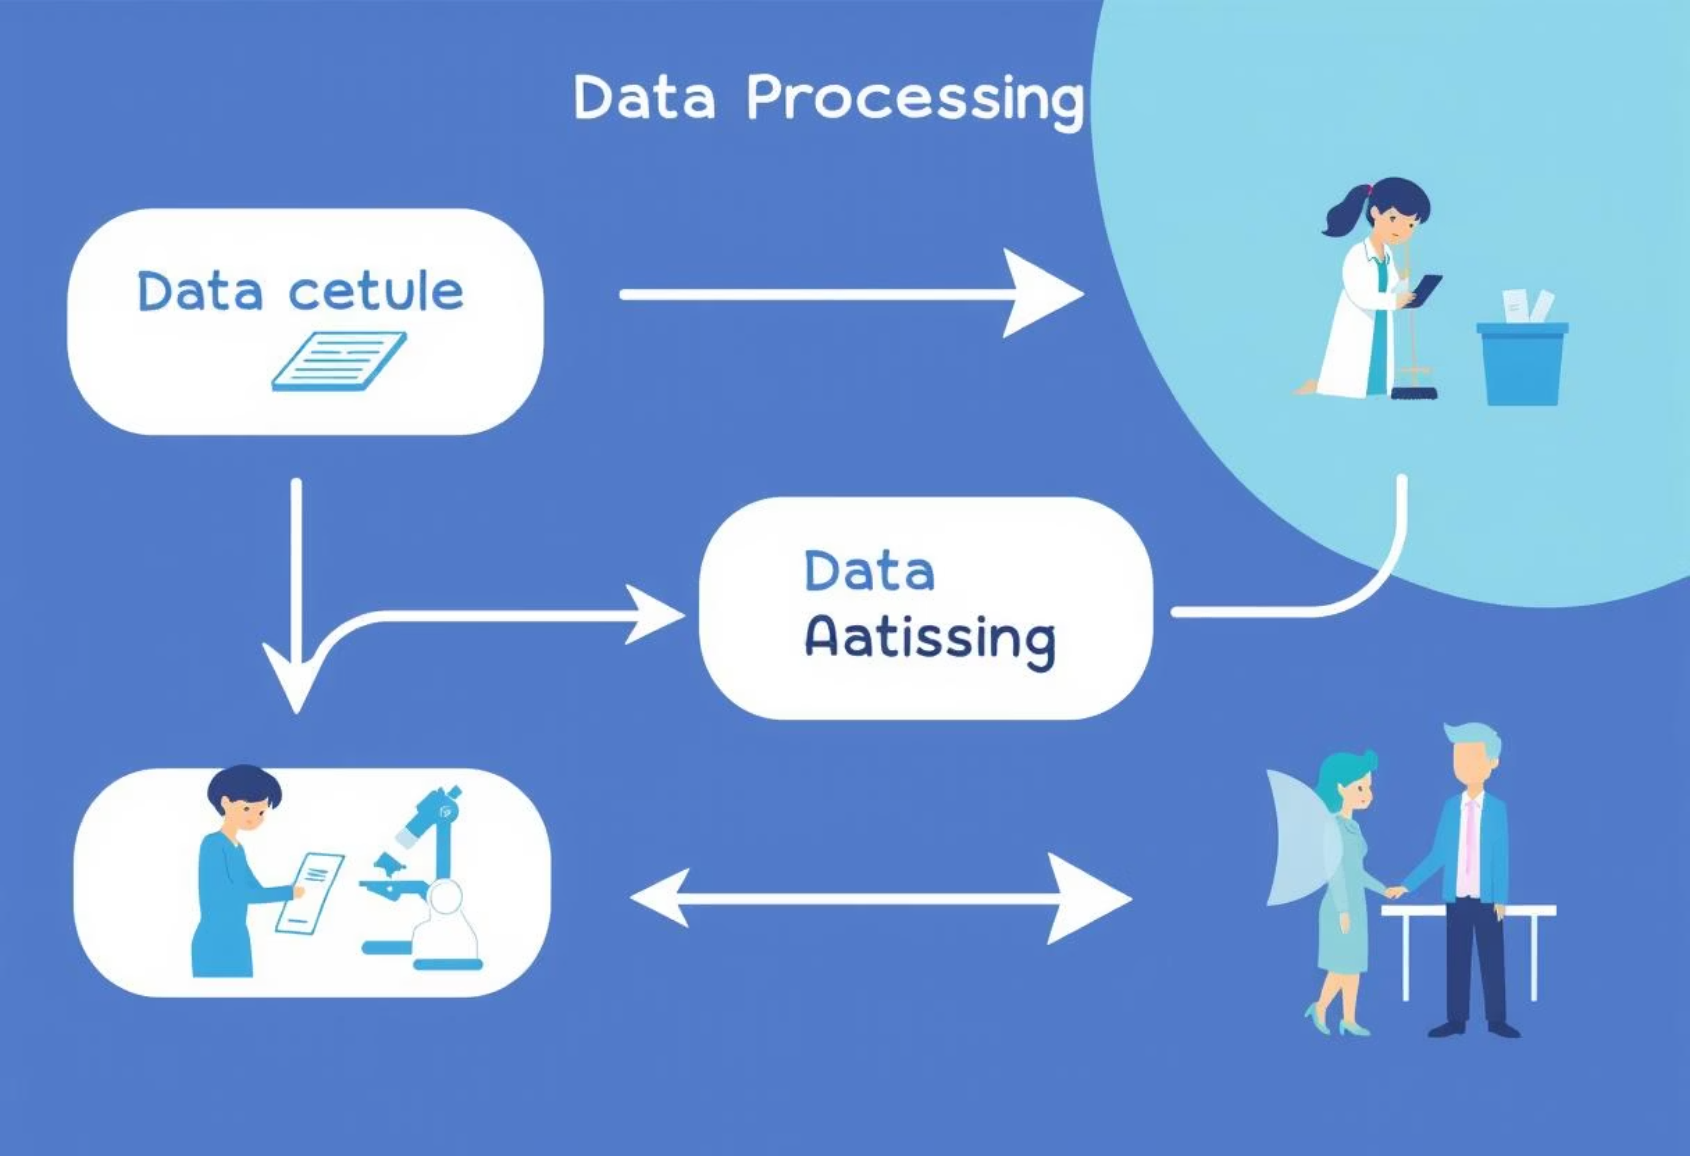 Data Processing
Data cetule
Data
Aatissing